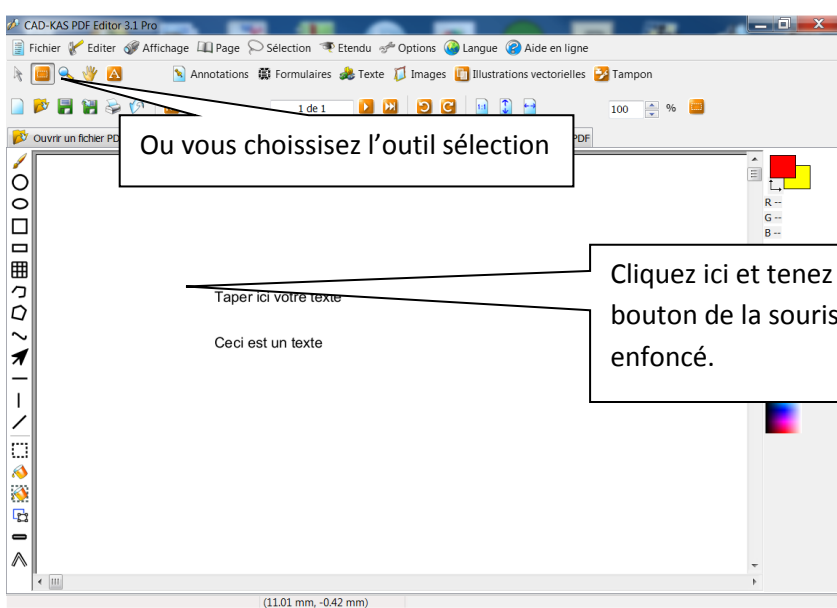 CAD-KAS PDF Editor 3.1 Pro
Fichier Editer Affichage Page Sélection Etendu Options Langue Aide en ligne
Annotations Formulaires Texte Images Illustrations vectorielles Tampon
1 de 1 1:1 100 %
Ouvrir un fichier PD PDF
Ou vous choissisez l’outil sélection
R --
G --
B --
Cliquez ici et tenez
bouton de la souris
enfoncé.
Taper ici votre texte
Ceci est un texte
(11.01 mm, -0.42 mm)